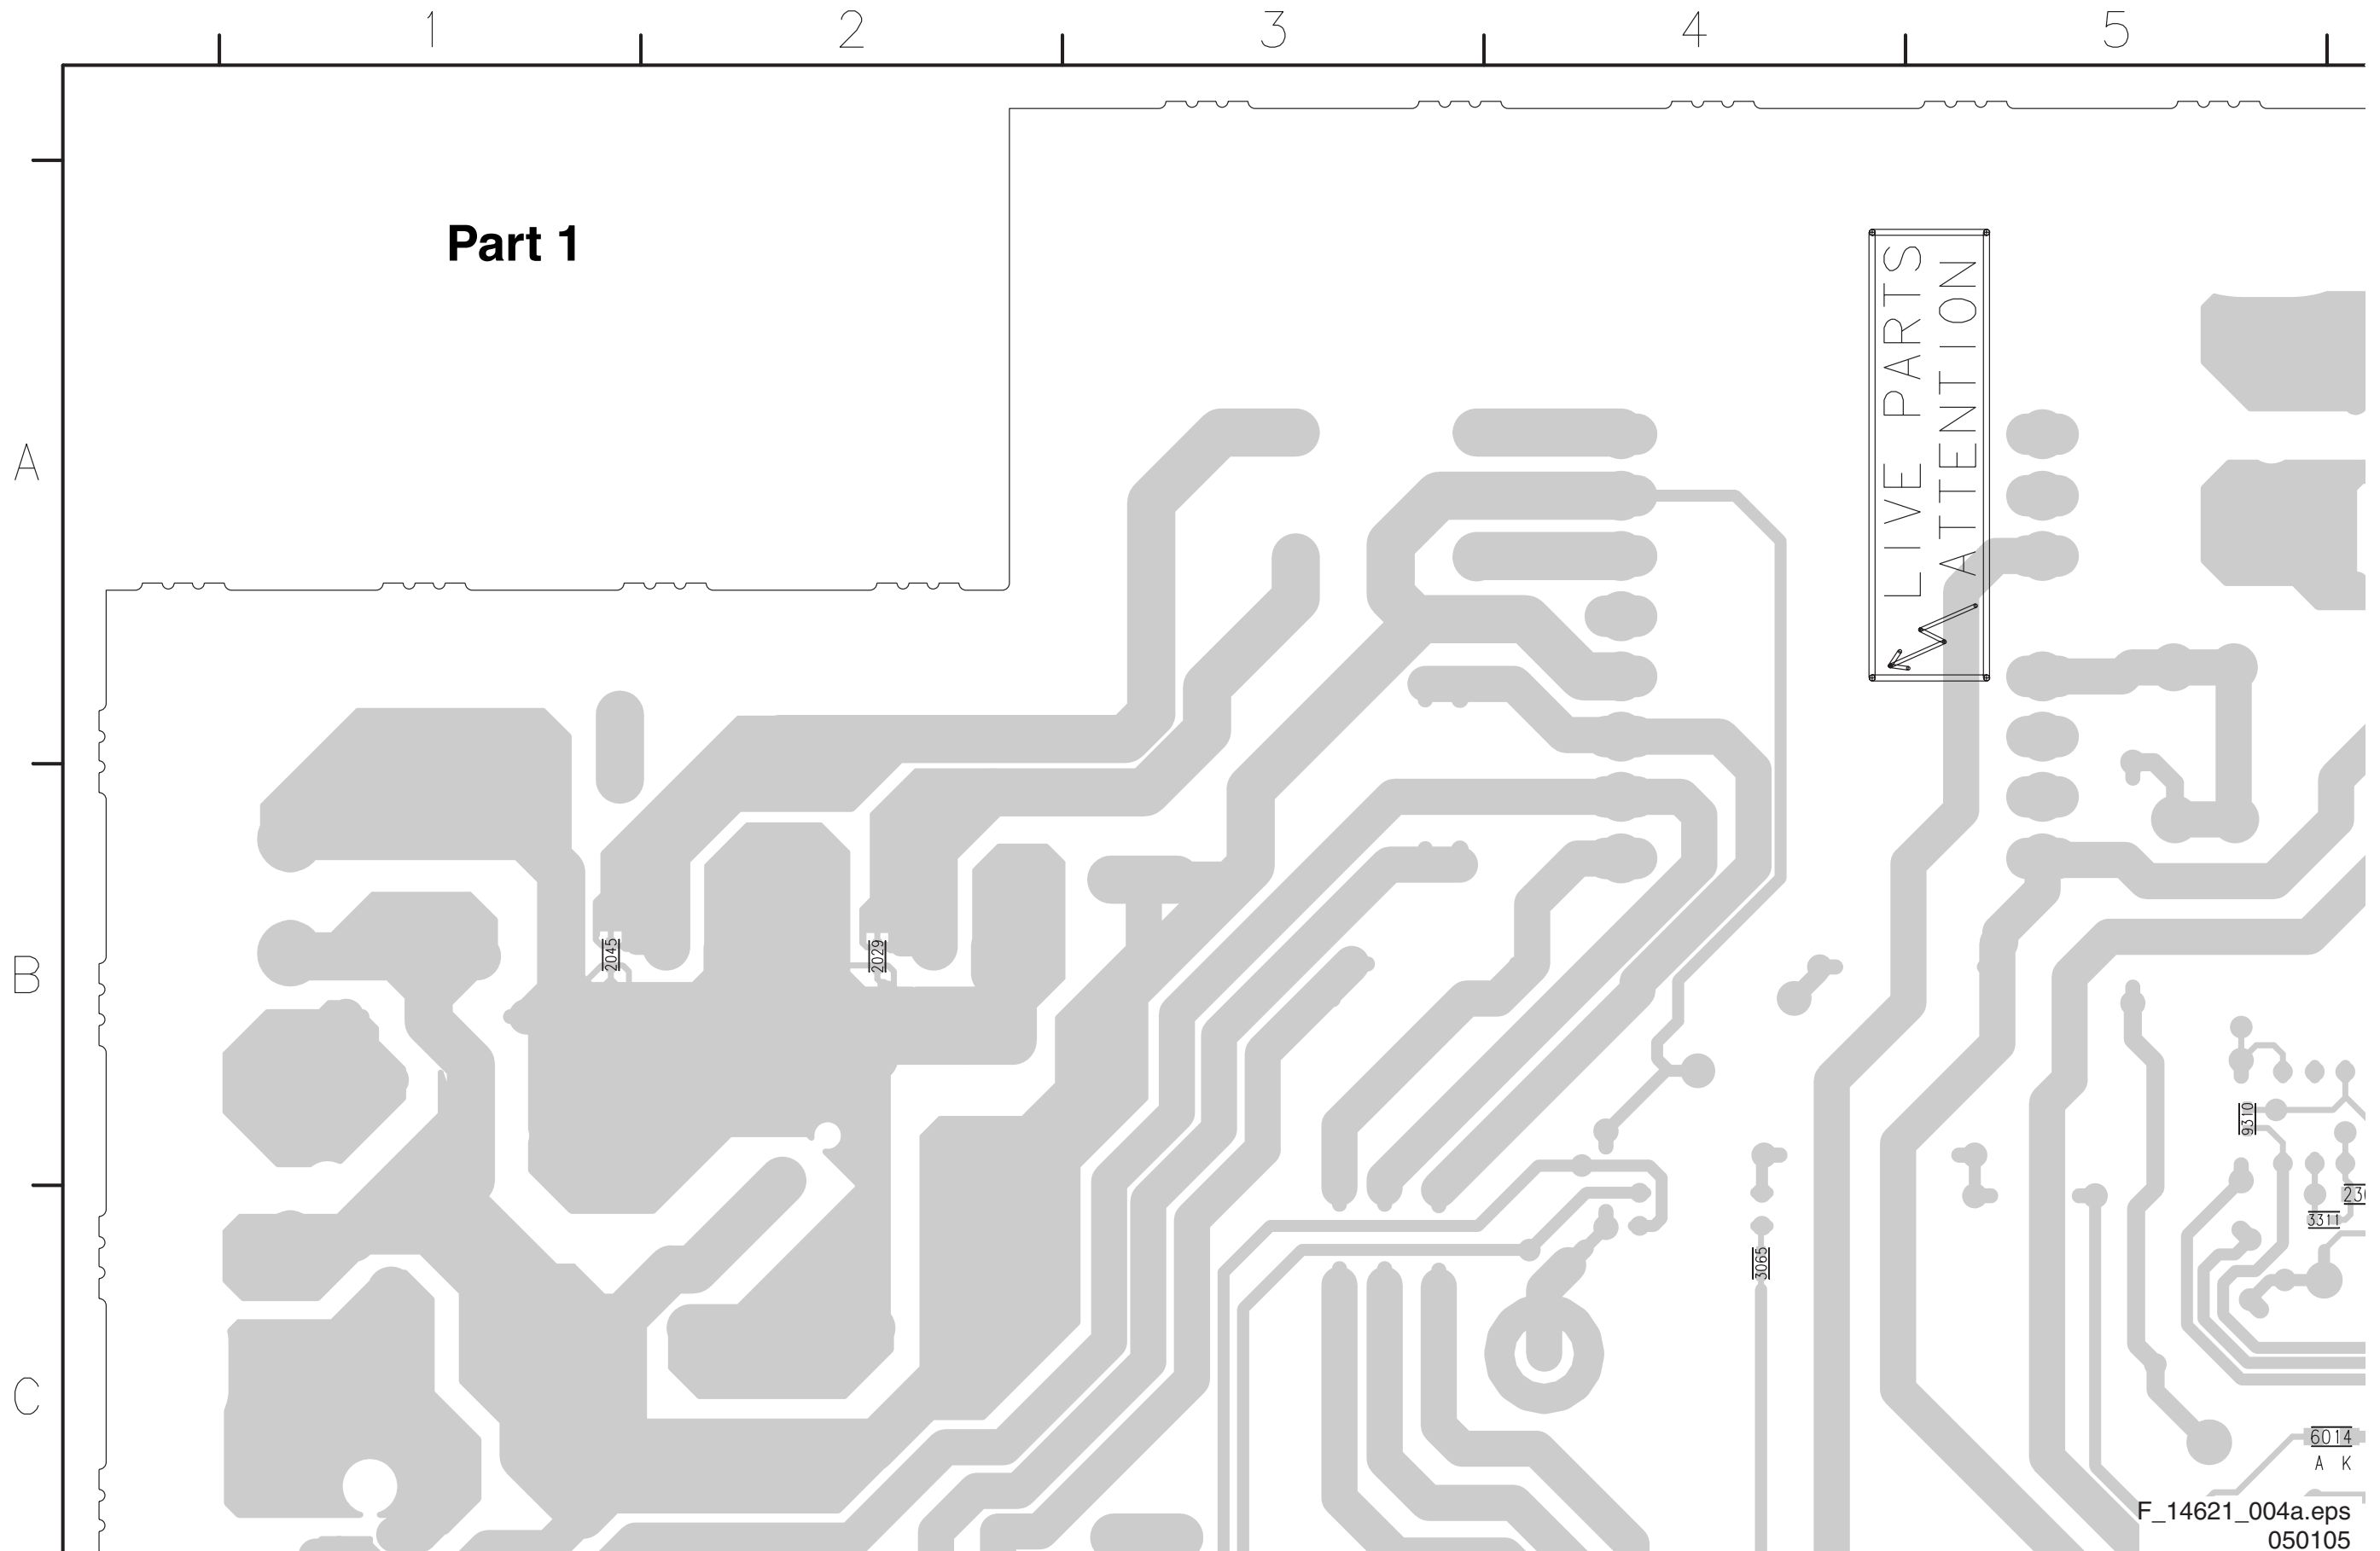 1 2 3 4 5
Part 1
LIVE PARTS
ATTENTION
A
B
2045
2029
9310
3311
3065
C
6014
A K
F_14621_004a.eps
050105